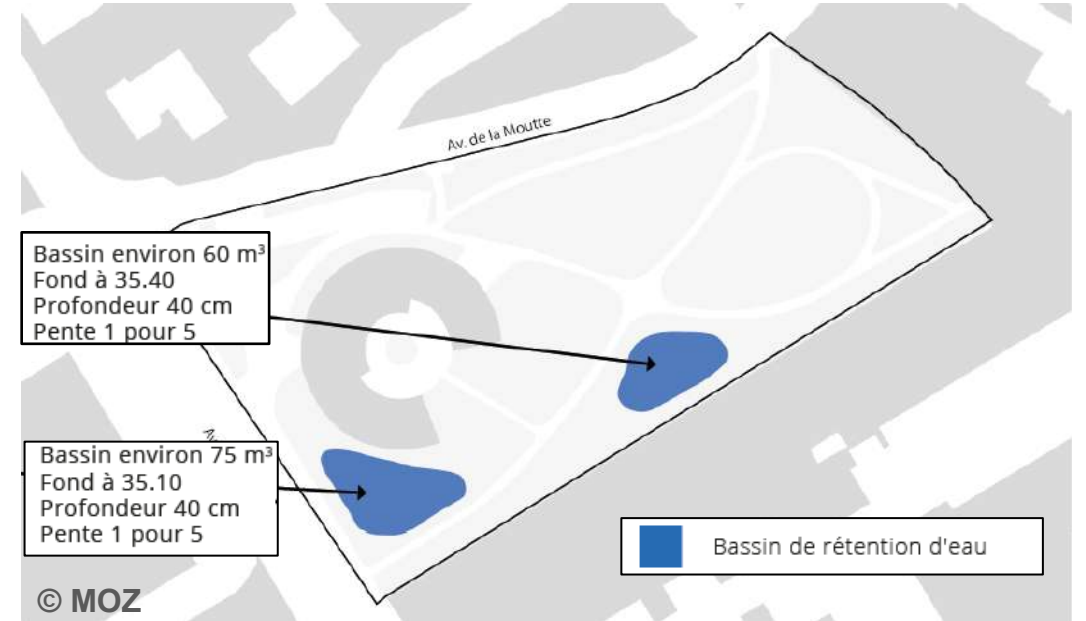 Av. de la Moutte
Bassin environ 60 m³
Fond à 35.40
Profondeur 40 cm
Pente 1 pour 5
Bassin environ 75 m³
Fond à 35.10
Profondeur 40 cm
Pente 1 pour 5
Bassin de rétention d'eau
© MOZ